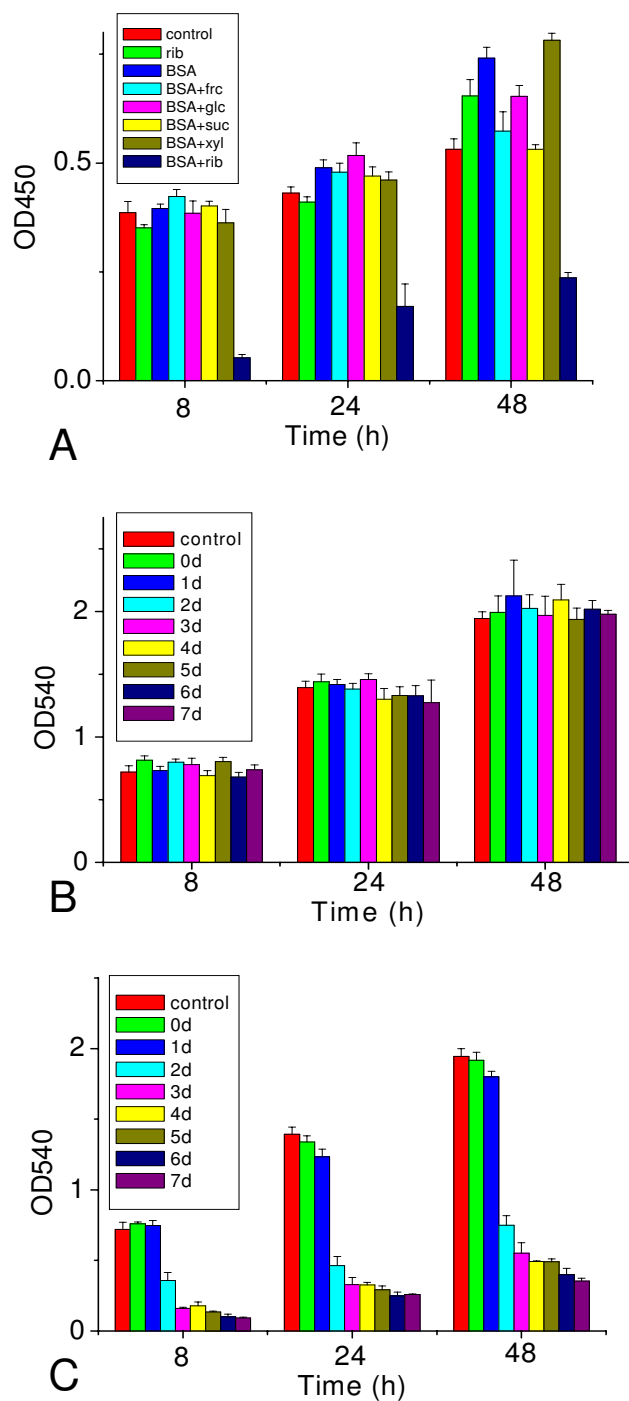 control
rib
BSA
BSA+frc
BSA+glc
BSA+suc
BSA+xyl
BSA+rib
OD450
0.5
0.0
8
24
48
Time (h)
A
control
0d
1d
2d
3d
4d
5d
6d
7d
OD540
2
1
0
8
24
48
Time (h)
B
control
0d
1d
2d
3d
4d
5d
6d
7d
OD540
2
1
0
8
24
48
Time (h)
C